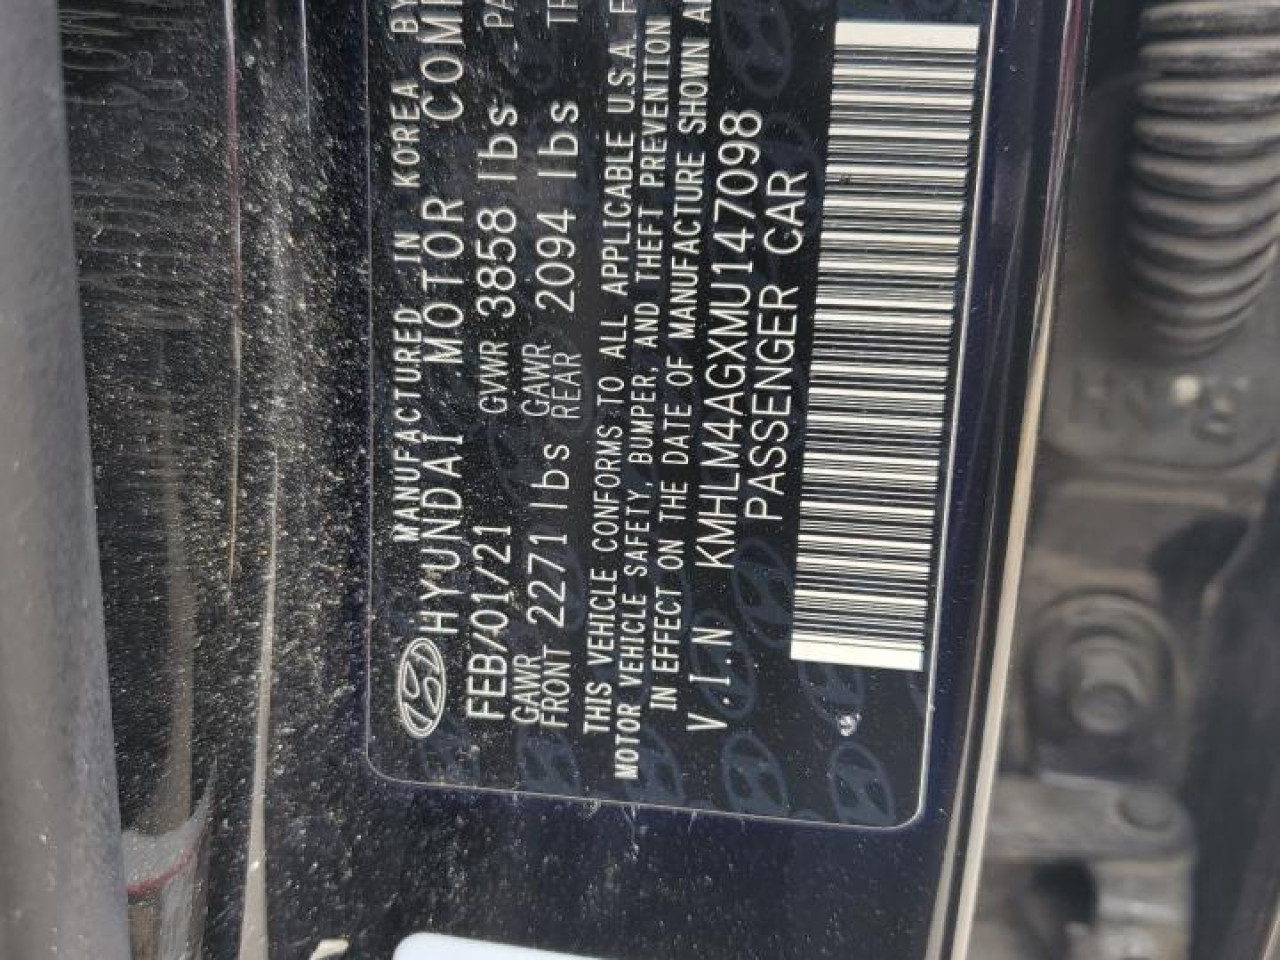 MANUFACTURED IN KOREA BY
HYUNDAI MOTOR
FEB/01/21 GVWR 3858 lbs
GAWR FRONT 2271 lbs GAWR REAR 2094 lbs
THIS VEHICLE CONFORMS TO ALL APPLICABLE U.S.A.
MOTOR VEHICLE SAFETY, BUMPER, AND THEFT PREVENTION
IN EFFECT ON THE DATE OF MANUFACTURE SHOWN
V.I.N KMHLM4AGXMU147098
PASSENGER CAR